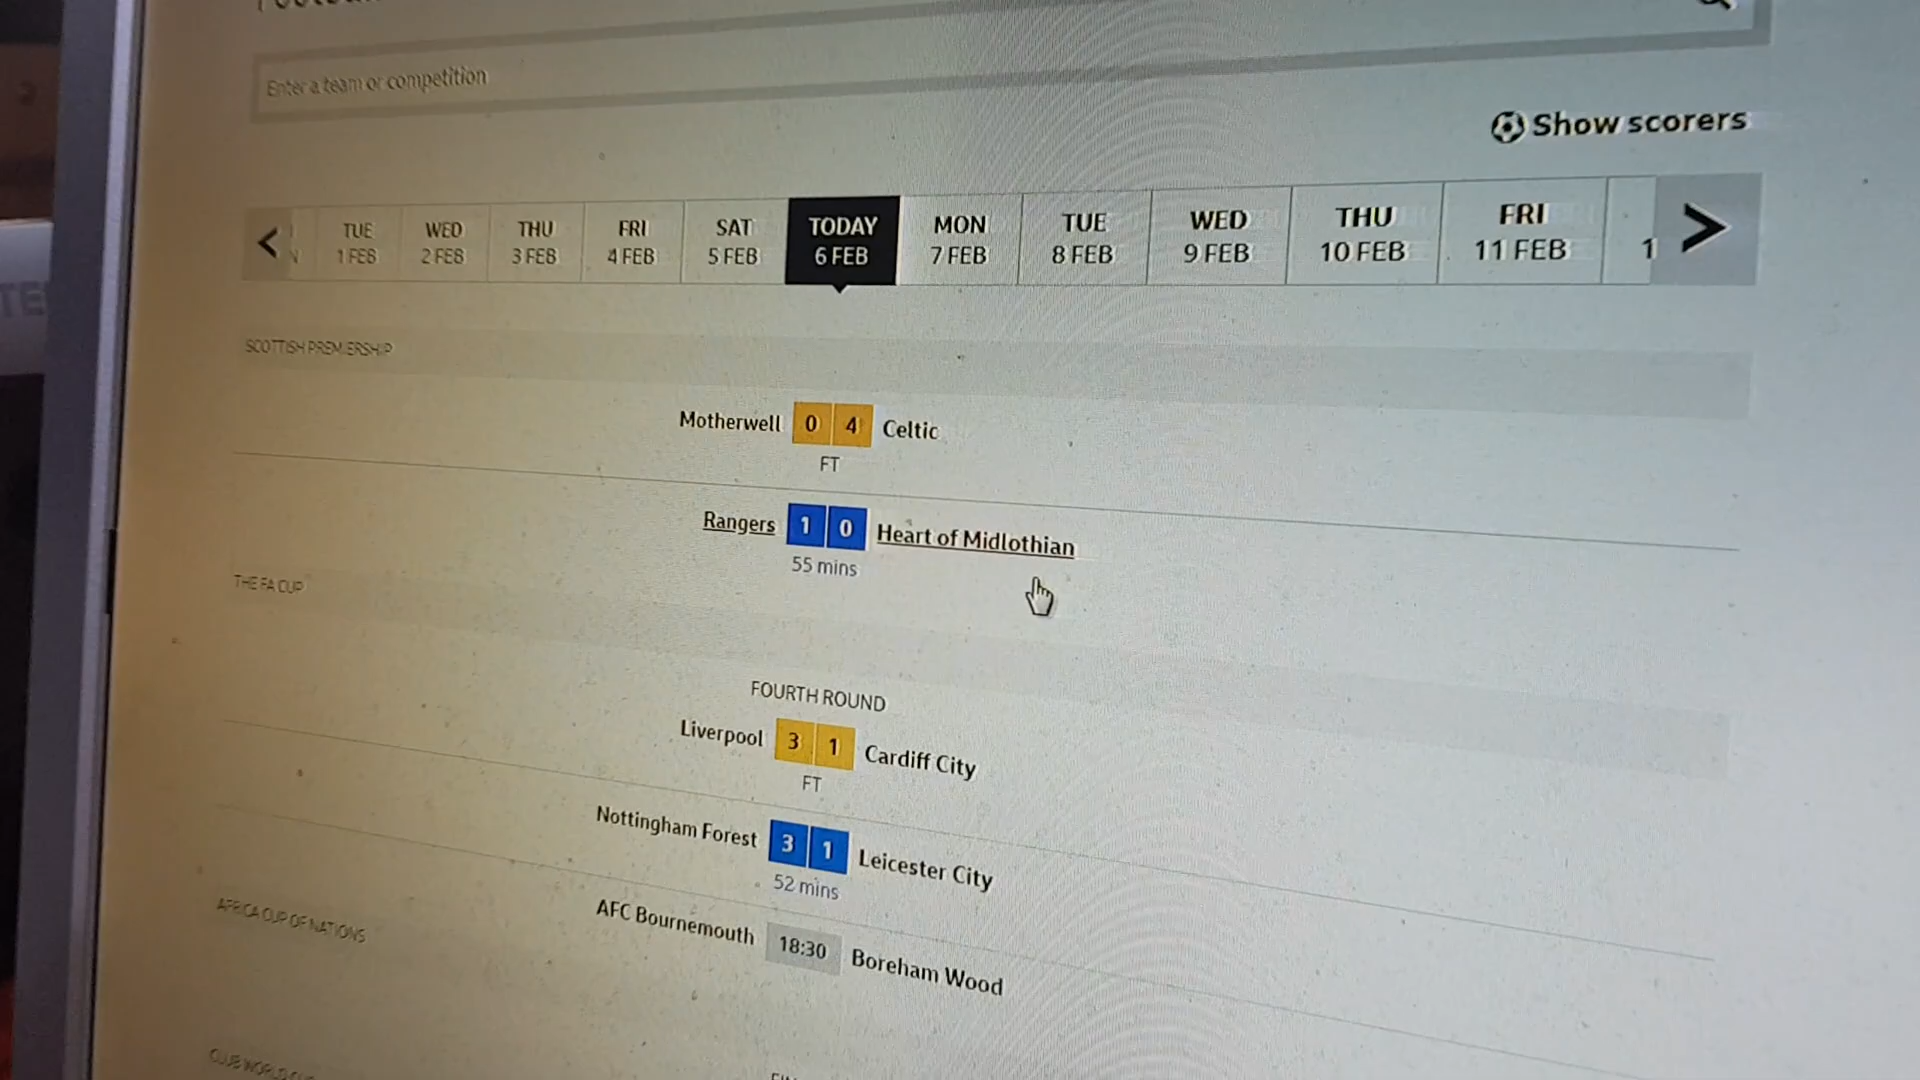 Enter a team or competition
Show scorers
TUE
1 FEB
WED
2 FEB
THU
3 FEB
FRI
4 FEB
SAT
5 FEB
TODAY
6 FEB
MON
7 FEB
TUE
8 FEB
WED
9 FEB
THU
10 FEB
FRI
11 FEB
SCOTTISH PREMIERSHIP
Motherwell 0 4 Celtic
FT
Rangers 1 0 Heart of Midlothian
55 mins
THE FA CUP
FOURTH ROUND
Liverpool 3 1 Cardiff City
FT
Nottingham Forest 3 1 Leicester City
52 mins
AFC Bournemouth 18:30 Boreham Wood
AFRICA CUP OF NATIONS
CLUB WORLD CUP